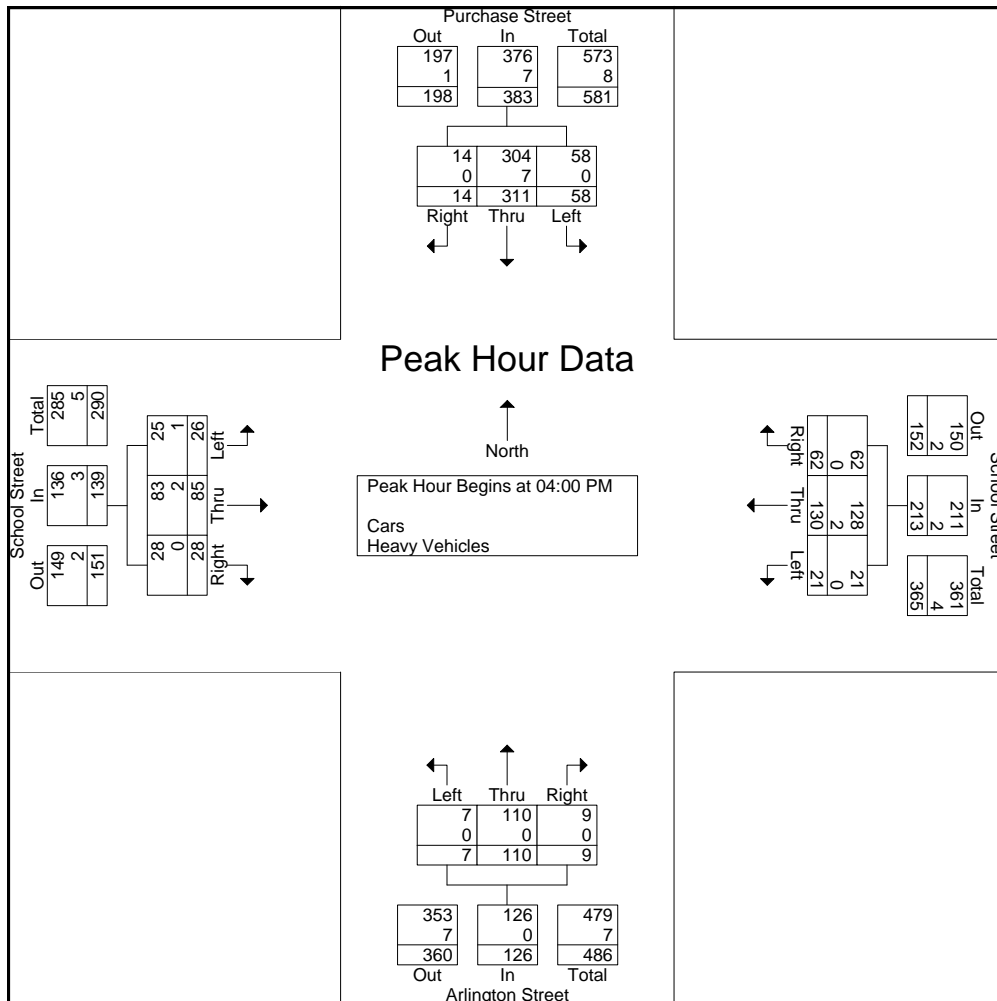 Purchase Street
Out In Total
197 376 573
1 7 8
198 383 581
14 304 58
0 7 0
14 311 58
Right Thru Left
Peak Hour Data
North
Peak Hour Begins at 04:00 PM
Cars
Heavy Vehicles
School Street
Total In Out
285 136 149
5 3 2
290 139 151
25 83 28
1 2 0
26 85 28
Left Thru Right
School Street
Out In Total
150 211 361
2 2 4
152 213 365
62 128 21
0 2 0
62 130 21
Right Thru Left
Left Thru Right
7 110 9
0 0 0
7 110 9
353 126 479
7 0 7
360 126 486
Out In Total
Arlington Street